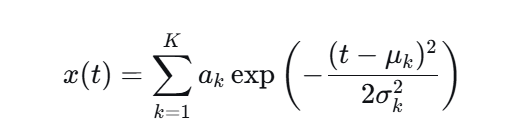 x(t) = \sum_{k=1}^{K} a_k \exp\left(-\frac{(t - \mu_k)^2}{2\sigma_k^2}\right)